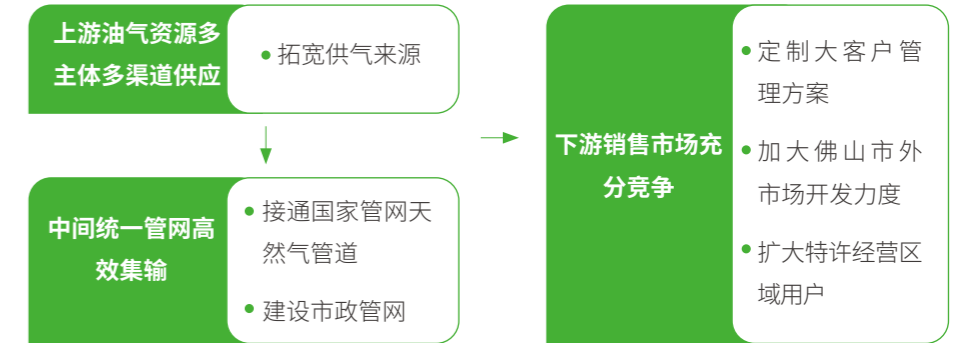 上游油气资源多
主体多渠道供应
• 拓宽供气来源
中间统一管网高
效集输
• 接通国家管网天
然气管道
• 建设市政管网
下游销售市场充
分竞争
• 定制大客户管
理方案
• 加大佛山市外
市场开发力度
• 扩大特许经营区
域用户